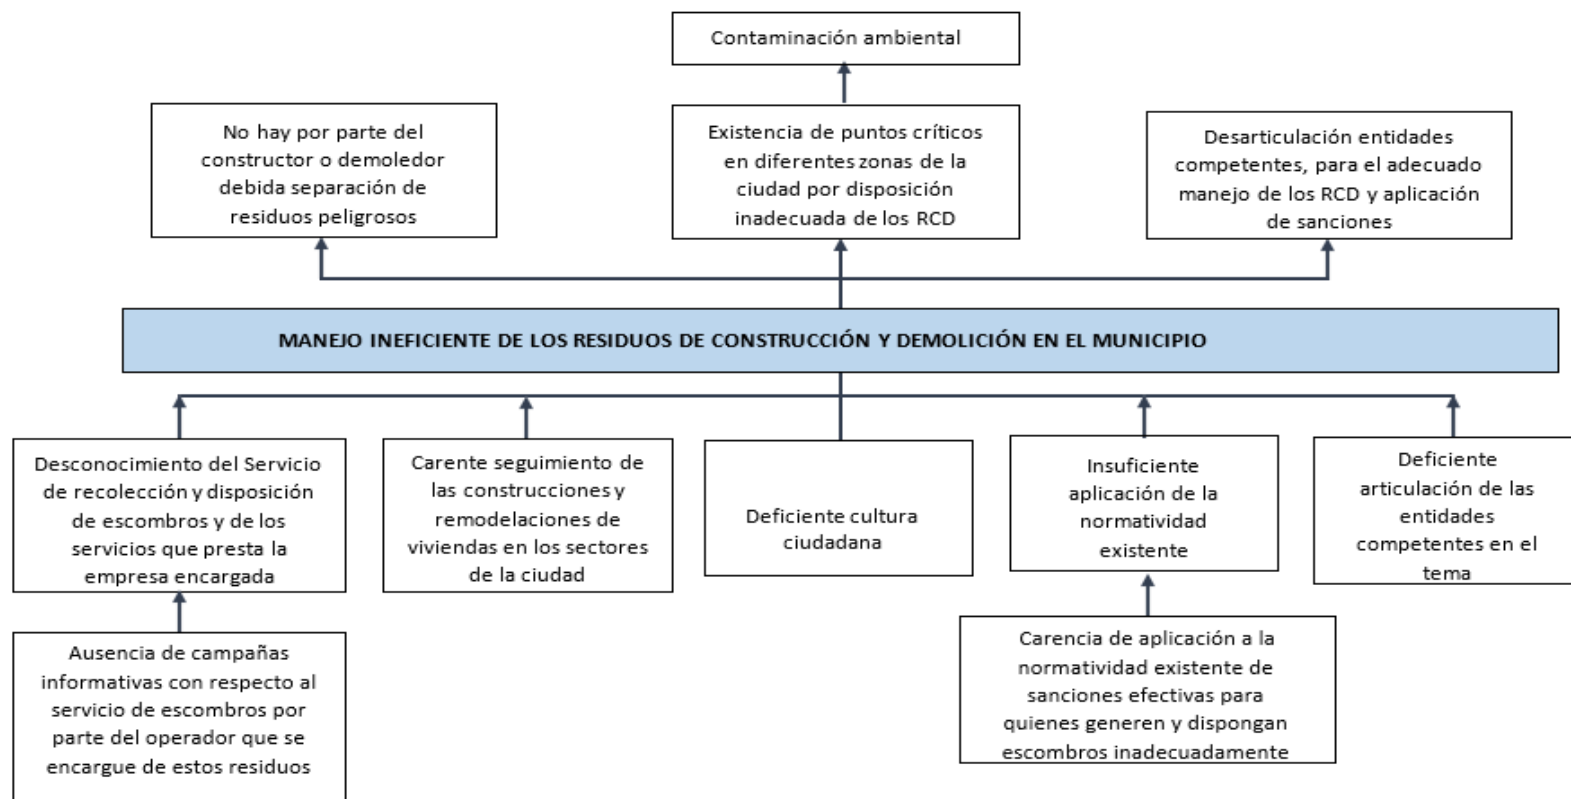 Contaminación ambiental
No hay por parte del
constructor o demoledor
debida separación de
residuos peligrosos
Existencia de puntos críticos
en diferentes zonas de la
ciudad por disposición
inadecuada de los RCD
Desarticulación entidades
competentes, para el adecuado
manejo de los RCD y aplicación
de sanciones
MANEJO INEFICIENTE DE LOS RESIDUOS DE CONSTRUCCIÓN Y DEMOLICIÓN EN EL MUNICIPIO
Desconocimiento del Servicio
de recolección y disposición
de escombros y de los
servicios que presta la
empresa encargada
Carente seguimiento de
las construcciones y
remodelaciones de
viviendas en los sectores
de la ciudad
Deficiente cultura
ciudadana
Insuficiente
aplicación de la
normatividad
existente
Deficiente
articulación de las
entidades
competentes en el
tema
Ausencia de campañas
informativas con respecto al
servicio de escombros por
parte del operador que se
encargue de estos residuos
Carencia de aplicación a la
normatividad existente de
sanciones efectivas para
quienes generen y dispongan
escombros inadecuadamente